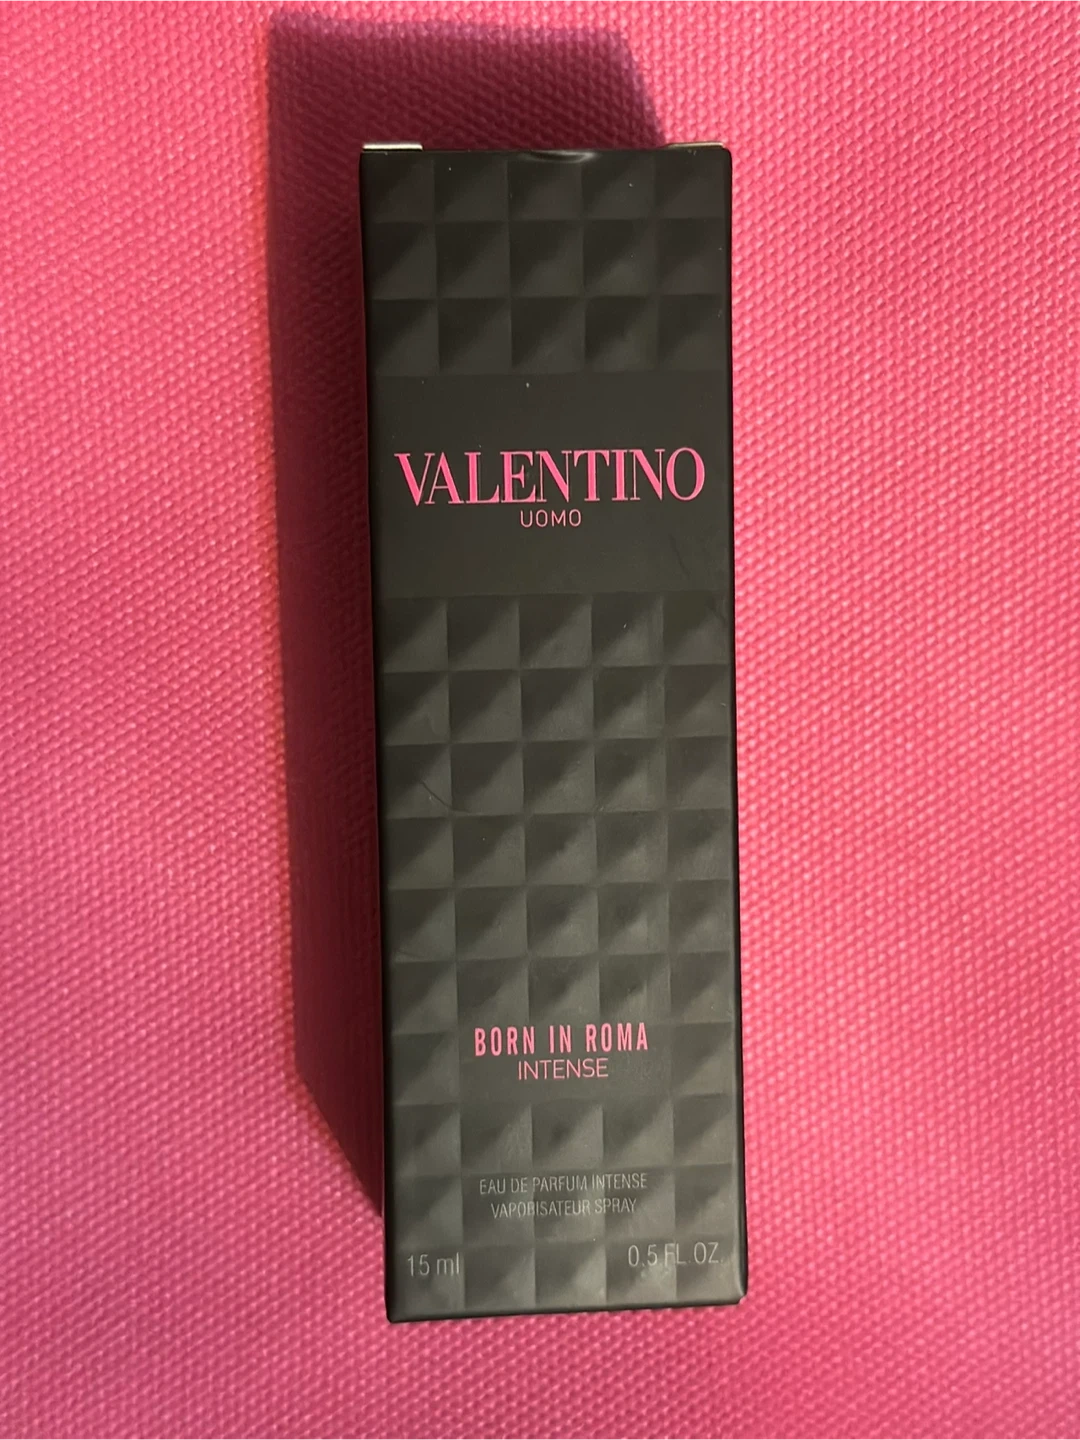 VALENTINO
UOMO
BORN IN ROMA
INTENSE
EAU DE PARFUM INTENSE
VAPORISATEUR SPRAY
15 ml 0.5 FL. OZ.